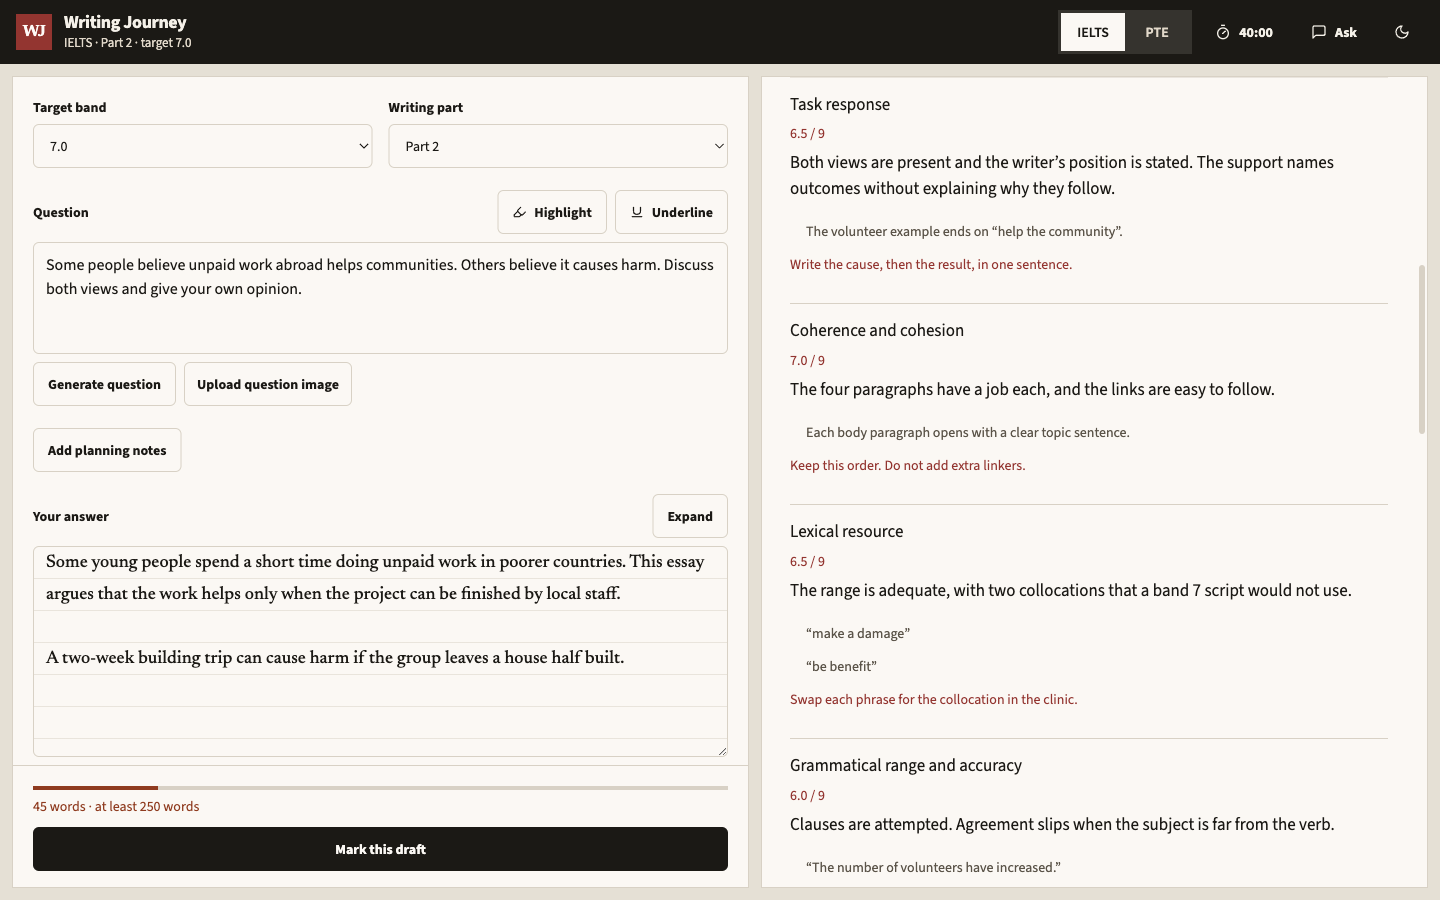 WJ
Writing Journey
IELTS · Part 2 · target 7.0
IELTS
PTE
40:00
Ask
Target band
Writing part
7.0
Part 2
Question
Highlight
Underline
Some people believe unpaid work abroad helps communities. Others believe it causes harm. Discuss
both views and give your own opinion.
Generate question
Upload question image
Add planning notes
Your answer
Expand
Some young people spend a short time doing unpaid work in poorer countries. This essay
argues that the work helps only when the project can be finished by local staff.
A two-week building trip can cause harm if the group leaves a house half built.
45 words · at least 250 words
Mark this draft
Task response
6.5 / 9
Both views are present and the writer’s position is stated. The support names
outcomes without explaining why they follow.
The volunteer example ends on “help the community”.
Write the cause, then the result, in one sentence.
Coherence and cohesion
7.0 / 9
The four paragraphs have a job each, and the links are easy to follow.
Each body paragraph opens with a clear topic sentence.
Keep this order. Do not add extra linkers.
Lexical resource
6.5 / 9
The range is adequate, with two collocations that a band 7 script would not use.
“make a damage”
“be benefit”
Swap each phrase for the collocation in the clinic.
Grammatical range and accuracy
6.0 / 9
Clauses are attempted. Agreement slips when the subject is far from the verb.
“The number of volunteers have increased.”